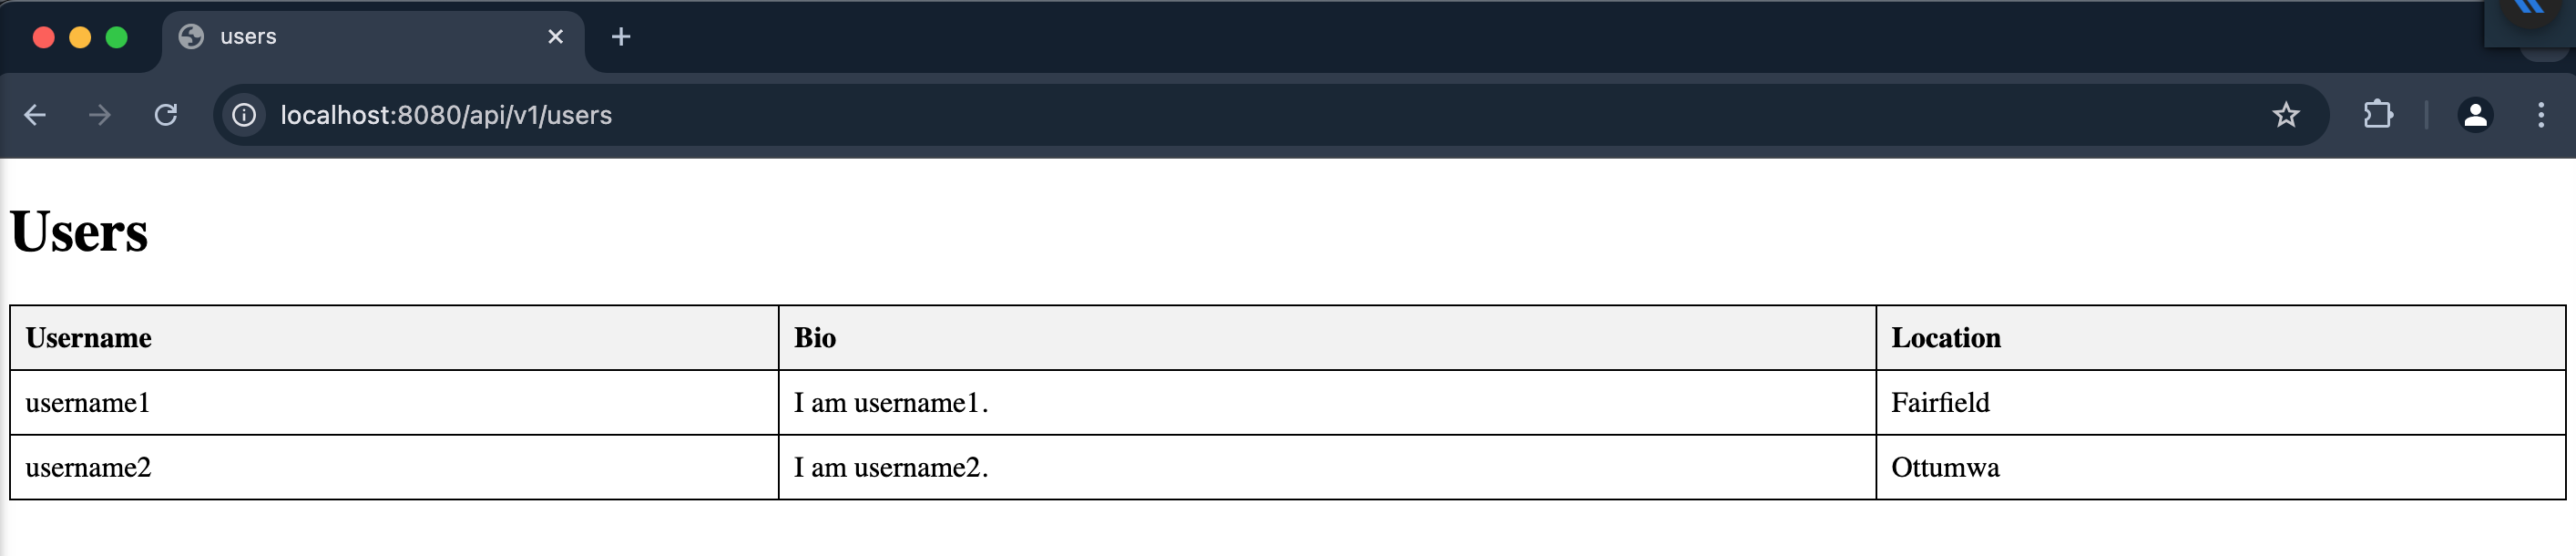 users
localhost:8080/api/v1/users
Users
Username Bio Location
username1 I am username1. Fairfield
username2 I am username2. Ottumwa